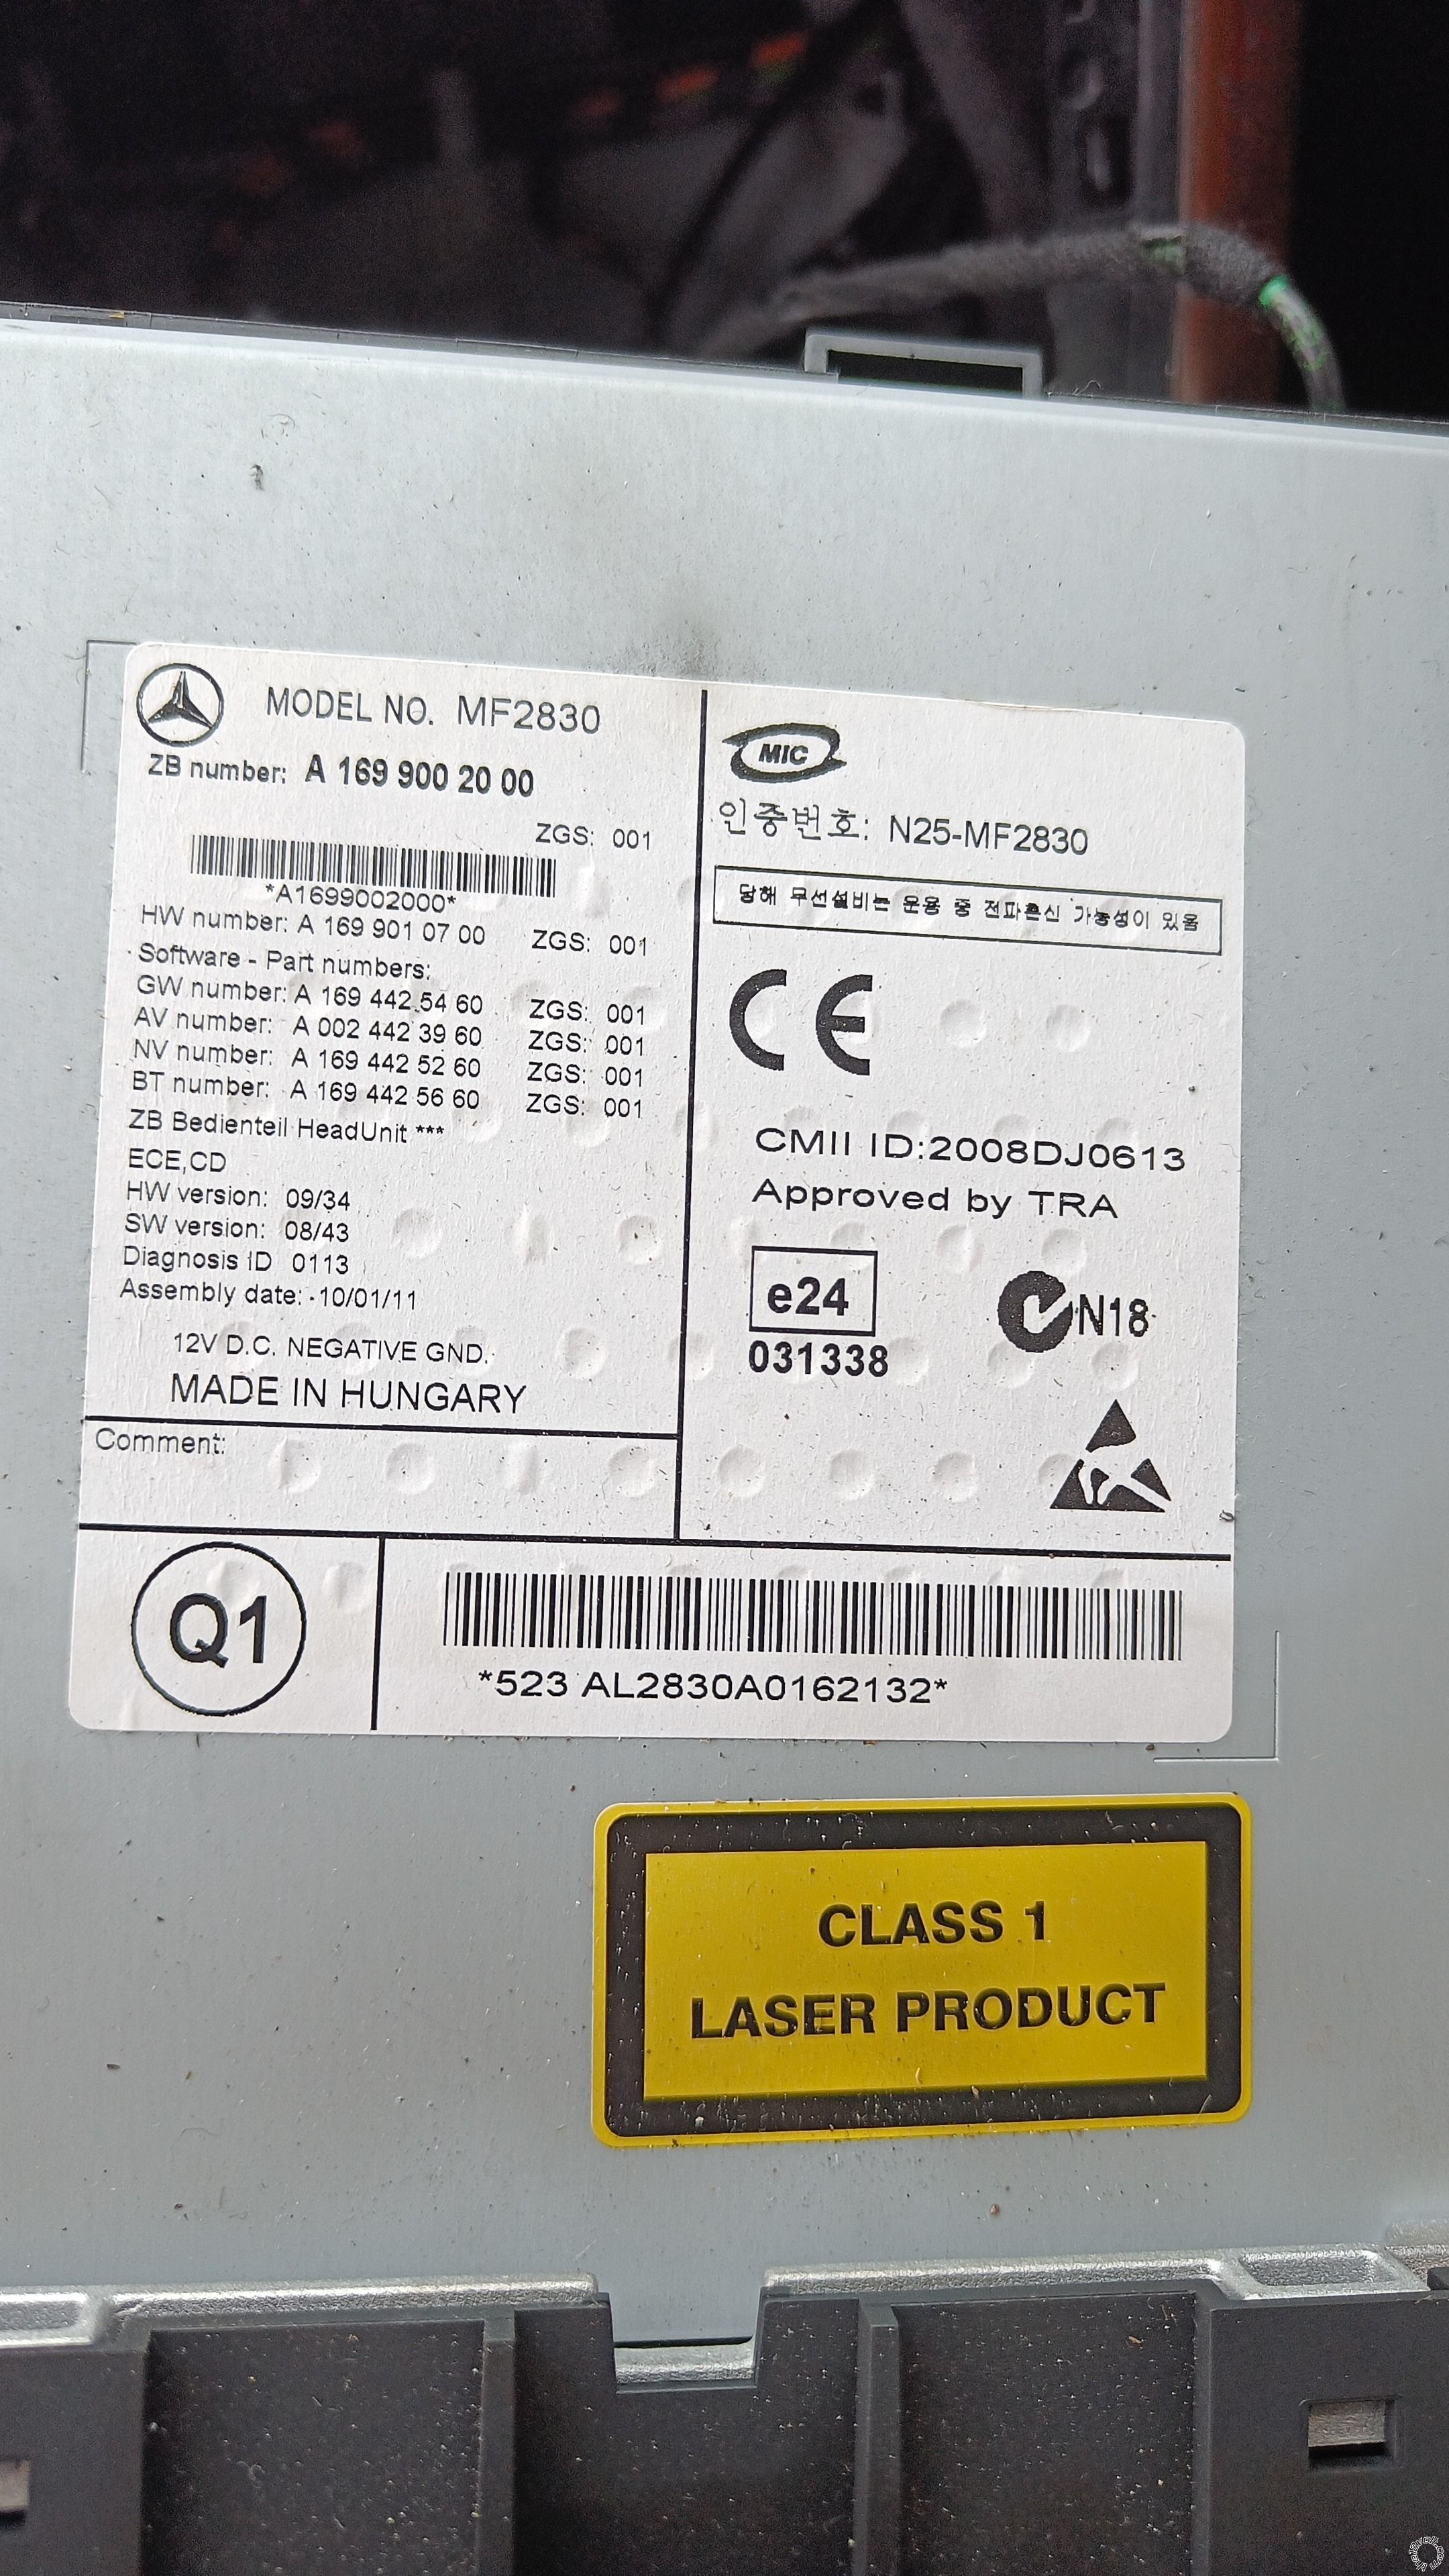 MODEL NO. MF2830
ZB number: A 169 900 20 00
ZGS: 001
*A1699002000*
HW number: A 169 901 07 00 ZGS: 001
Software - Part numbers:
GW number: A 169 442 54 60 ZGS: 001
AV number: A 002 442 39 60 ZGS: 001
NV number: A 169 442 52 60 ZGS: 001
BT number: A 169 442 56 60 ZGS: 001
ZB Bedienteil HeadUnit ***
ECE,CD
HW version: 09/34
SW version: 08/43
Diagnosis ID 0113
Assembly date: 10/01/11
12V D.C. NEGATIVE GND.
MADE IN HUNGARY
Comment:
MIC
인증번호: N25-MF2830
당해 무선설비는 운용 중 전파혼신 가능성이 있음
CE
CMII ID:2008DJ0613
Approved by TRA
e24
031338
N18
Q1
*523 AL2830A0162132*
CLASS 1
LASER PRODUCT